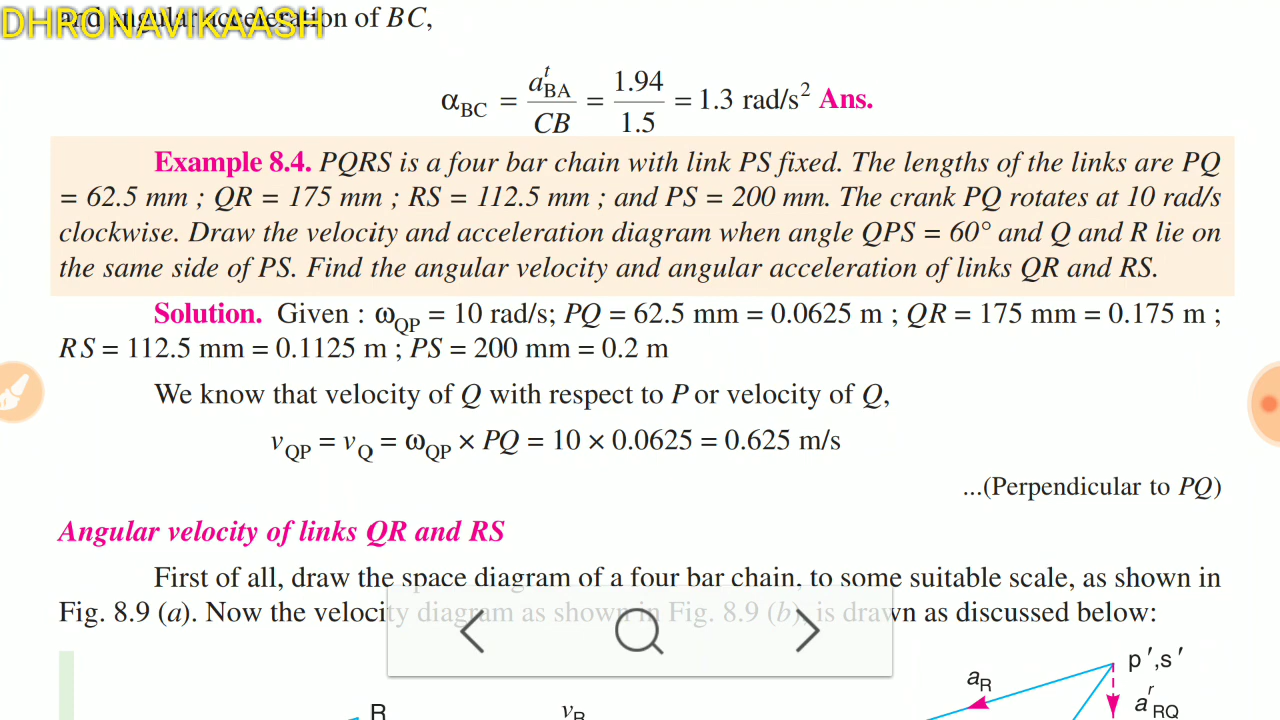 DHRONAVIKAASH
and angular acceleration of BC,
αBC = aᵗBA / CB = 1.94 / 1.5 = 1.3 rad/s² Ans.
Example 8.4. PQRS is a four bar chain with link PS fixed. The lengths of the links are PQ
= 62.5 mm ; QR = 175 mm ; RS = 112.5 mm ; and PS = 200 mm. The crank PQ rotates at 10 rad/s
clockwise. Draw the velocity and acceleration diagram when angle QPS = 60° and Q and R lie on
the same side of PS. Find the angular velocity and angular acceleration of links QR and RS.
Solution. Given : ωQP = 10 rad/s; PQ = 62.5 mm = 0.0625 m ; QR = 175 mm = 0.175 m ;
RS = 112.5 mm = 0.1125 m ; PS = 200 mm = 0.2 m
We know that velocity of Q with respect to P or velocity of Q,
vQP = vQ = ωQP × PQ = 10 × 0.0625 = 0.625 m/s
...(Perpendicular to PQ)
Angular velocity of links QR and RS
First of all, draw the space diagram of a four bar chain, to some suitable scale, as shown in
Fig. 8.9 (a). Now the velocity diagram as shown in Fig. 8.9 (b), is drawn as discussed below:
p′,s′
aR
aʳRQ
R
vR